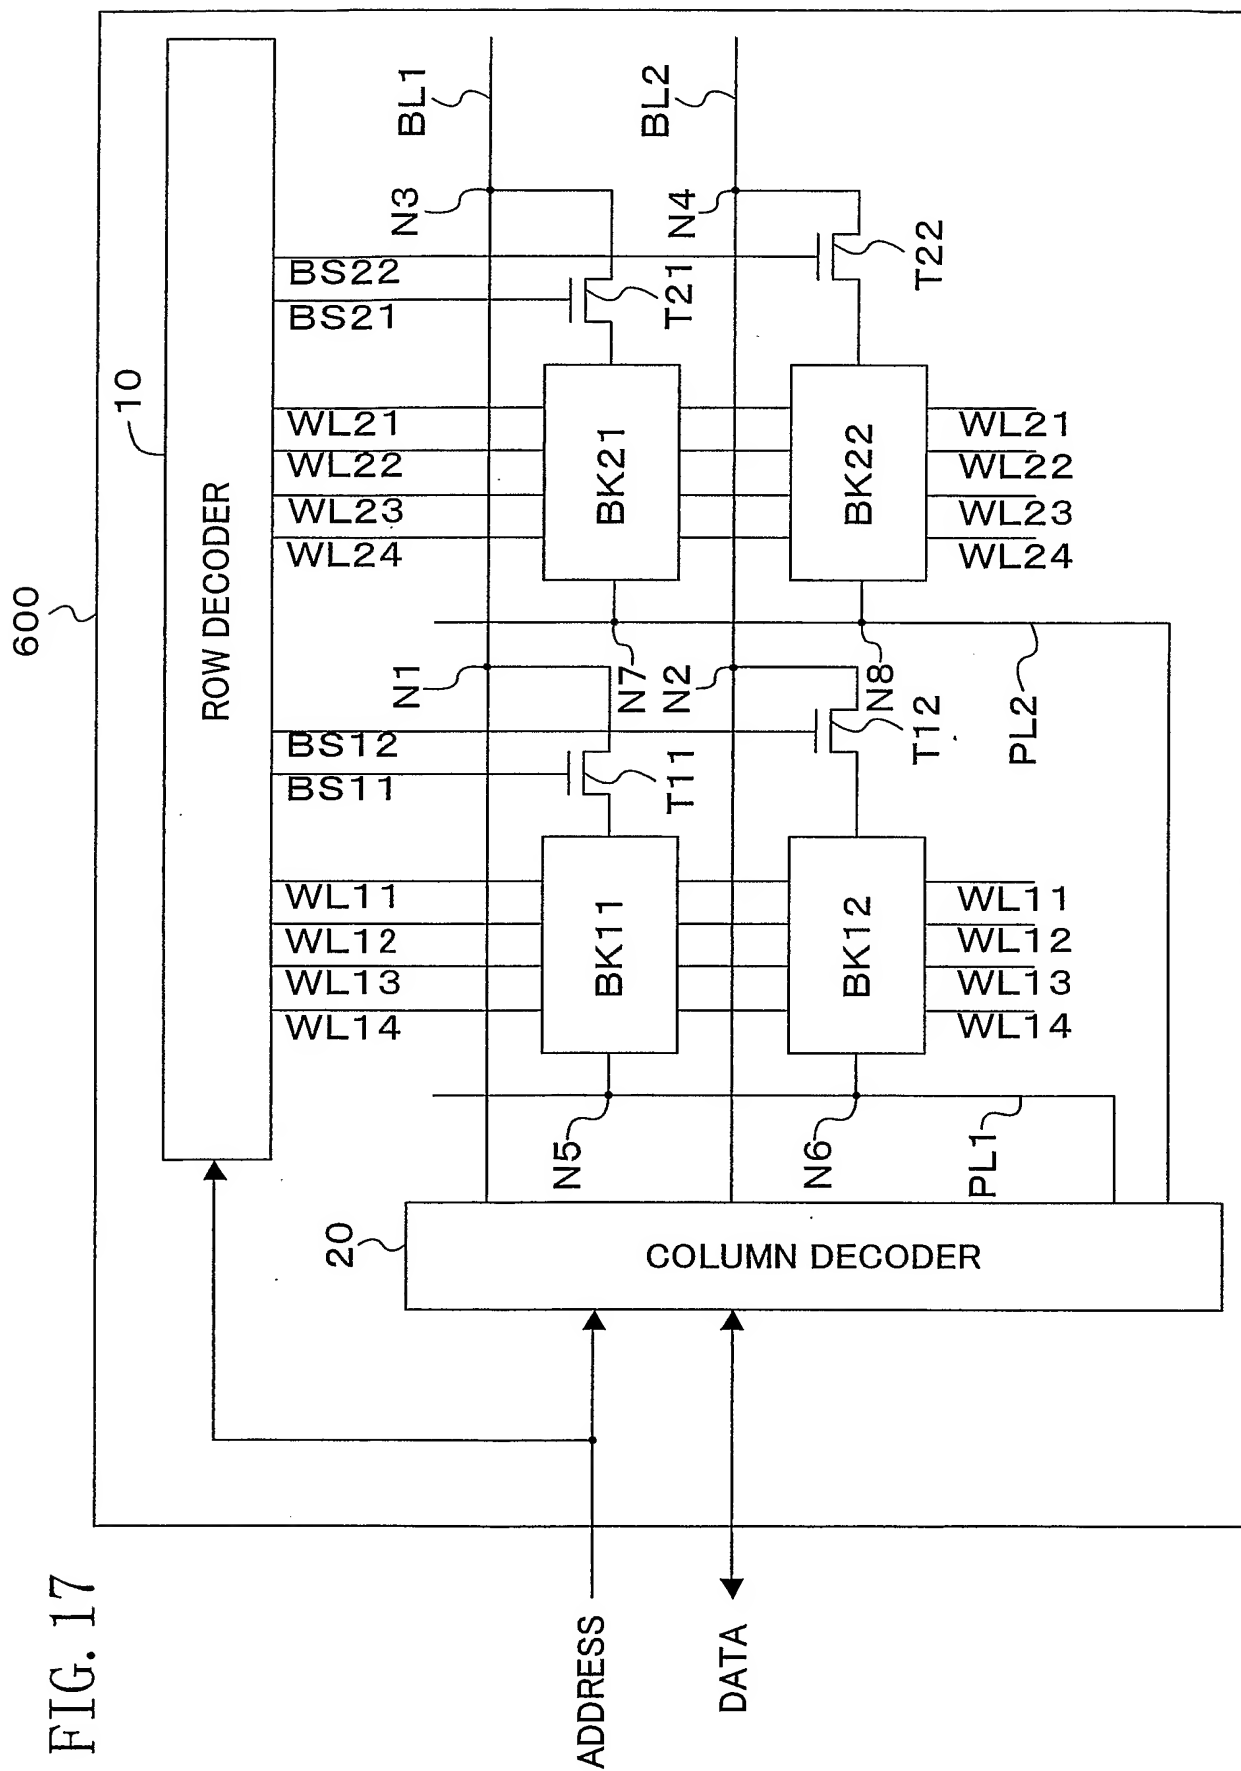 FIG. 17
600
10
ROW DECODER
BS22
BS21
WL21
WL22
WL23
WL24
BS12
BS11
WL11
WL12
WL13
WL14
BL1
N3
N1
T21
BK21
N7
T11
BK11
N5
BL2
N4
N2
T22
BK22
N8
T12
BK12
N6
WL21
WL22
WL23
WL24
PL2
WL11
WL12
WL13
WL14
PL1
20
COLUMN DECODER
ADDRESS
DATA